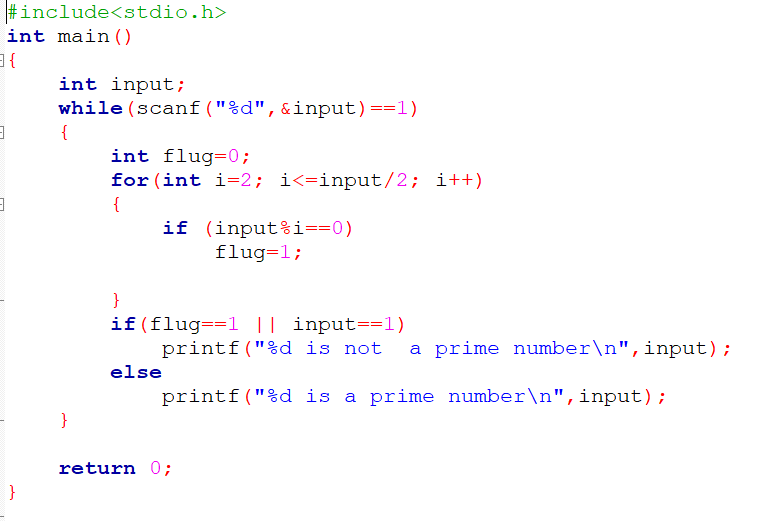 #include<stdio.h>
int main()
{
    int input;
    while(scanf("%d",&input)==1)
    {
        int flug=0;
        for(int i=2; i<=input/2; i++)
        {
            if (input%i==0)
                flug=1;

        }
        if(flug==1 || input==1)
            printf("%d is not  a prime number\n",input);
        else
            printf("%d is a prime number\n",input);
    }

    return 0;
}